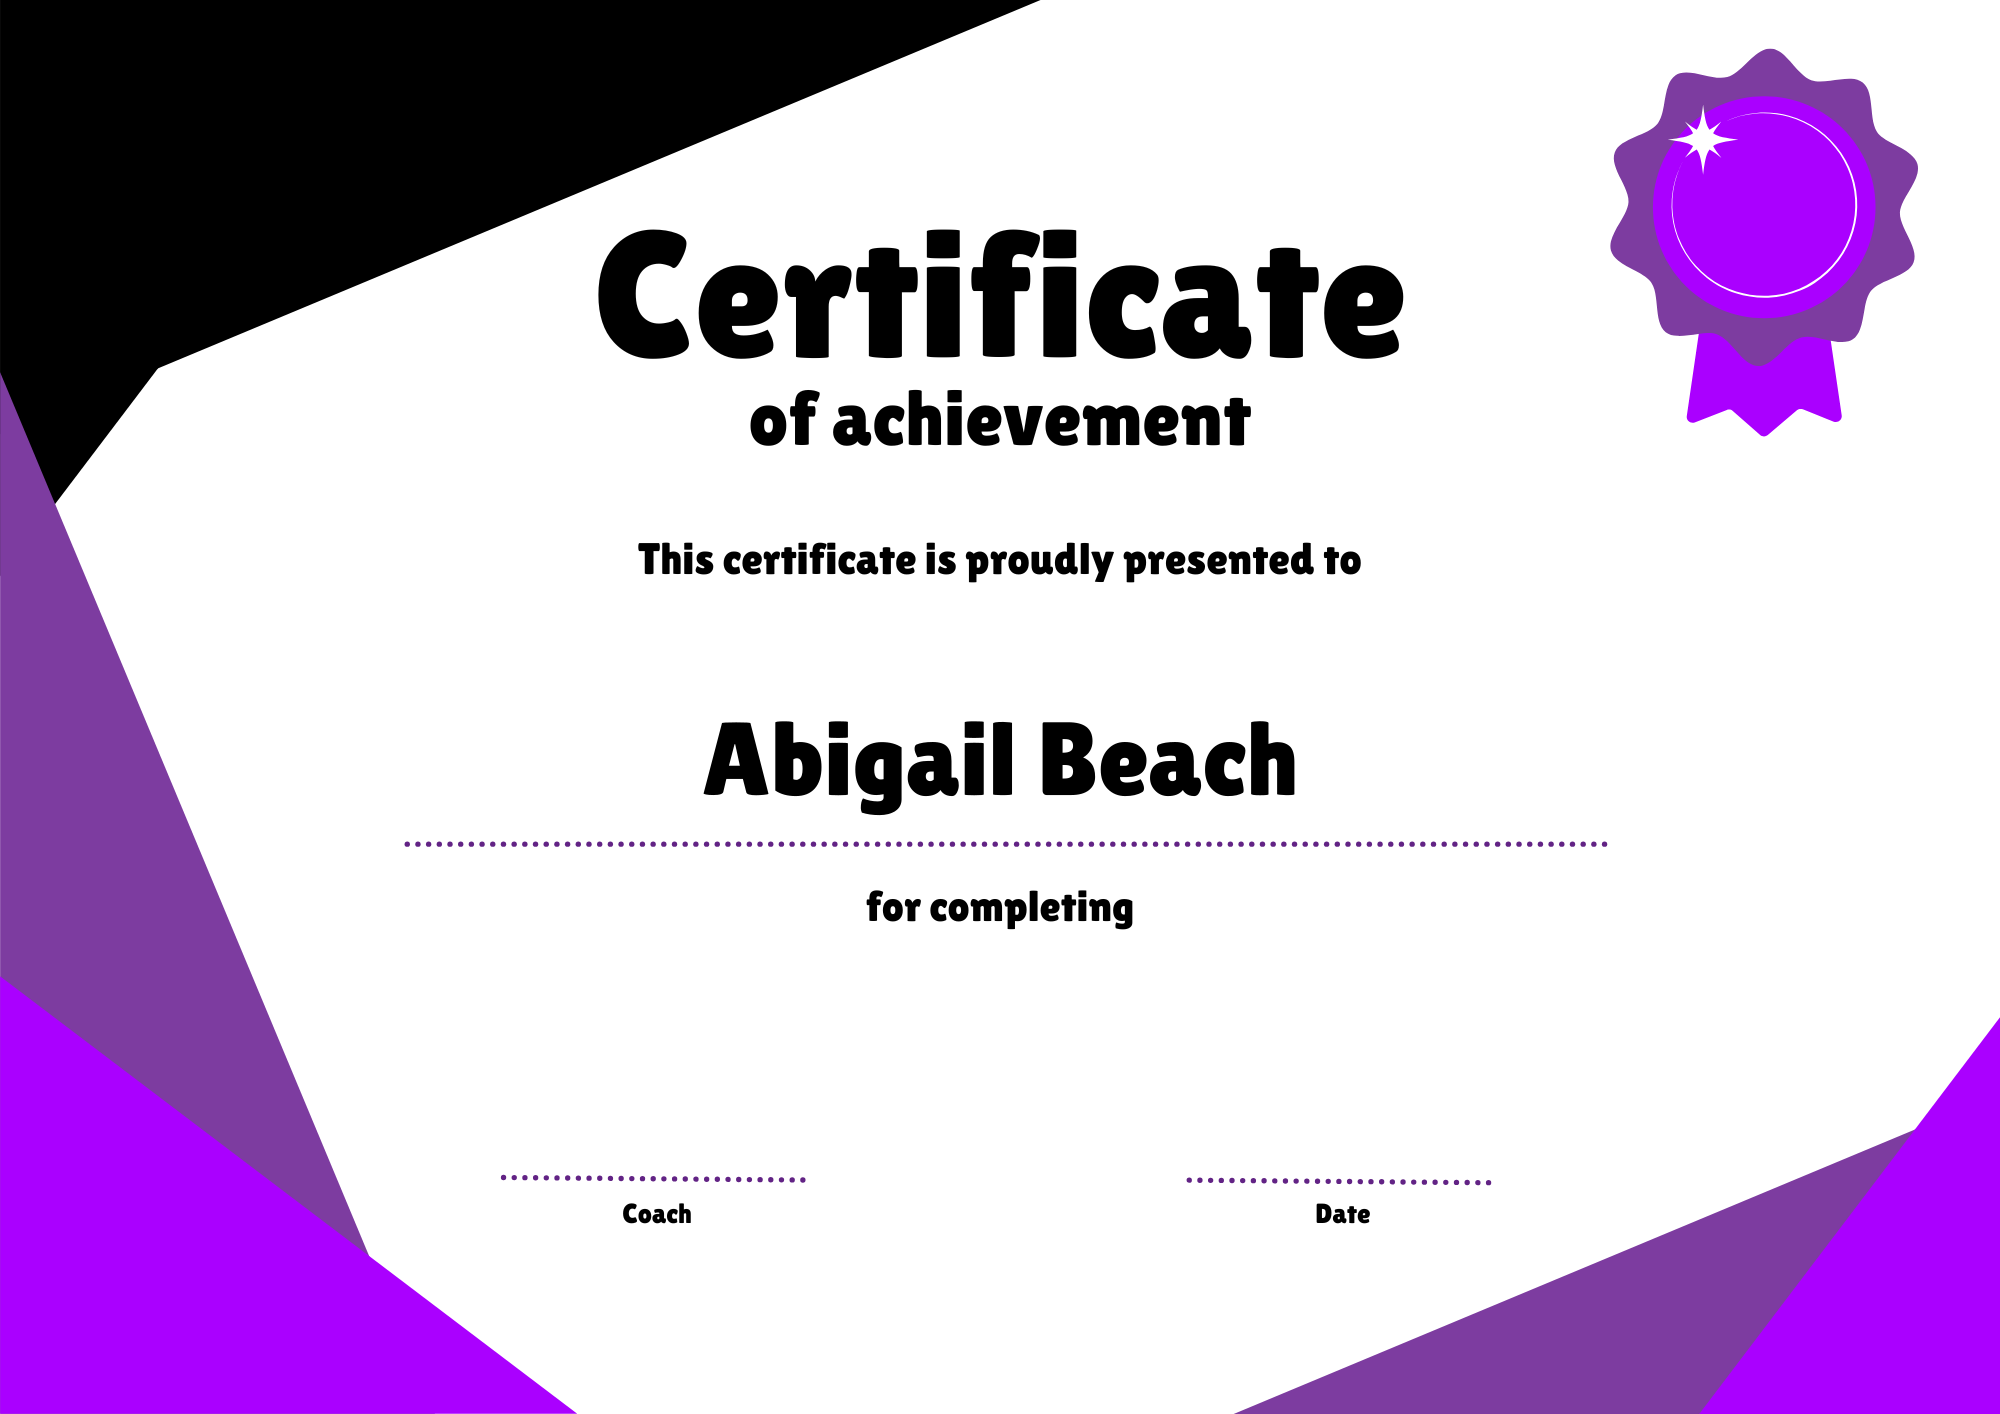 Certificate
of achievement
This certificate is proudly presented to
Abigail Beach
for completing
Coach
Date